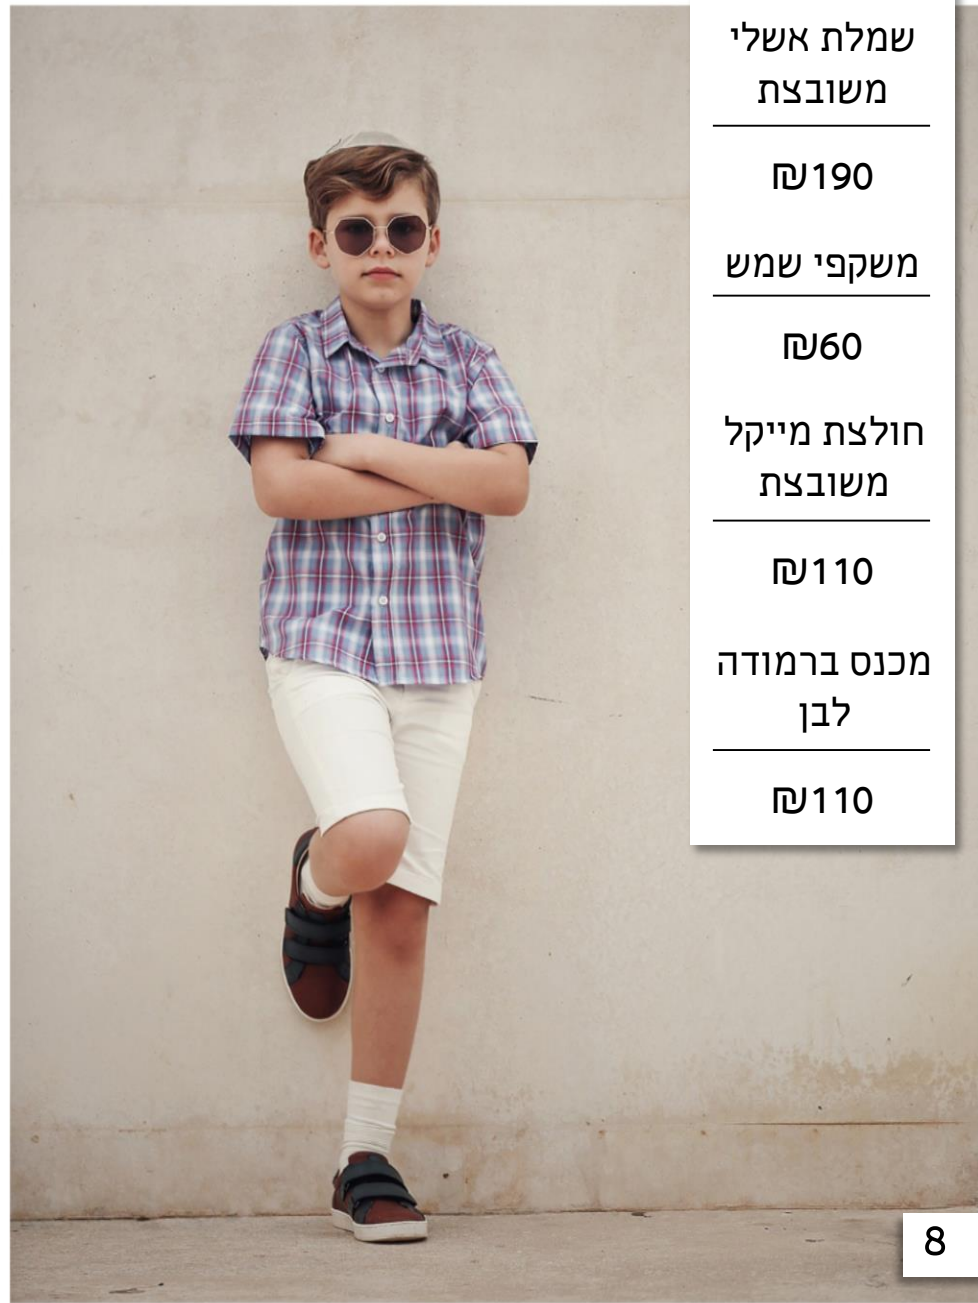 שמלת אשלי
משובצת
₪190
משקפי שמש
₪60
חולצת מייקל
משובצת
₪110
מכנס ברמודה
לבן
₪110
8